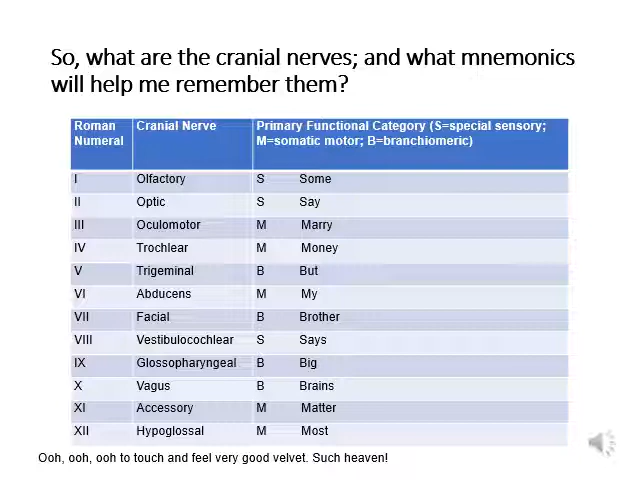 So, what are the cranial nerves; and what mnemonics
will help me remember them?
Roman Numeral Cranial Nerve Primary Functional Category (S=special sensory; M=somatic motor; B=branchiomeric)
I Olfactory S Some
II Optic S Say
III Oculomotor M Marry
IV Trochlear M Money
V Trigeminal B But
VI Abducens M My
VII Facial B Brother
VIII Vestibulocochlear S Says
IX Glossopharyngeal B Big
X Vagus B Brains
XI Accessory M Matter
XII Hypoglossal M Most
Ooh, ooh, ooh to touch and feel very good velvet. Such heaven!